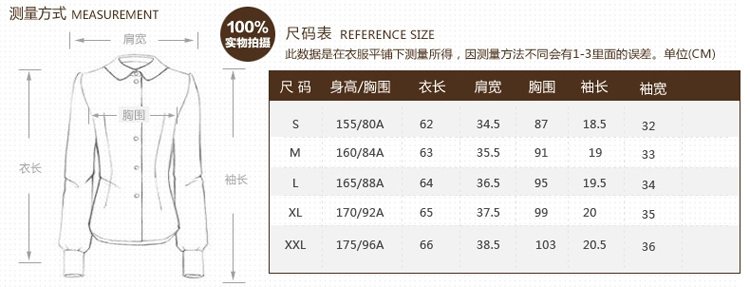 测量方式 MEASUREMENT
100%
实物拍摄
肩宽
胸围
衣长
袖长
尺码表 REFERENCE SIZE
此数据是在衣服平铺下测量所得，因测量方法不同会有1-3里面的误差。单位(CM)
尺 码 身高/胸围 衣长 肩宽 胸围 袖长 袖宽
S 155/80A 62 34.5 87 18.5 32
M 160/84A 63 35.5 91 19 33
L 165/88A 64 36.5 95 19.5 34
XL 170/92A 65 37.5 99 20 35
XXL 175/96A 66 38.5 103 20.5 36